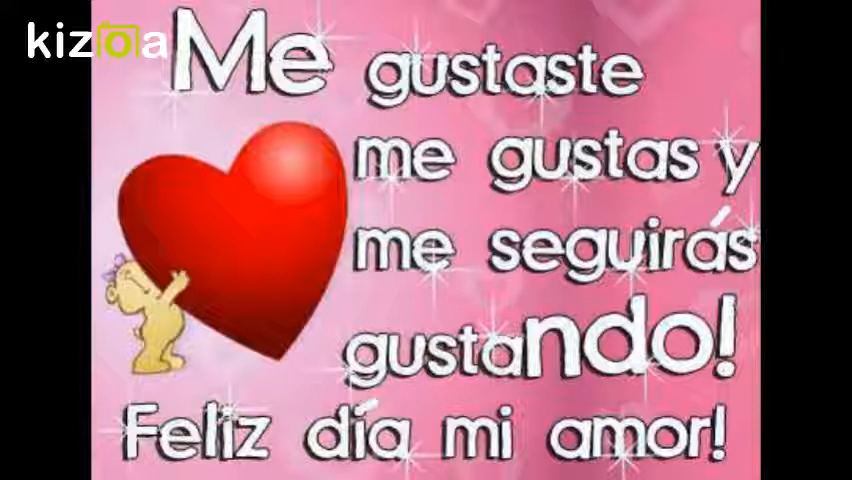 kizoa
Me gustaste
me gustas y
me seguirás
gustando!
Feliz día mi amor!